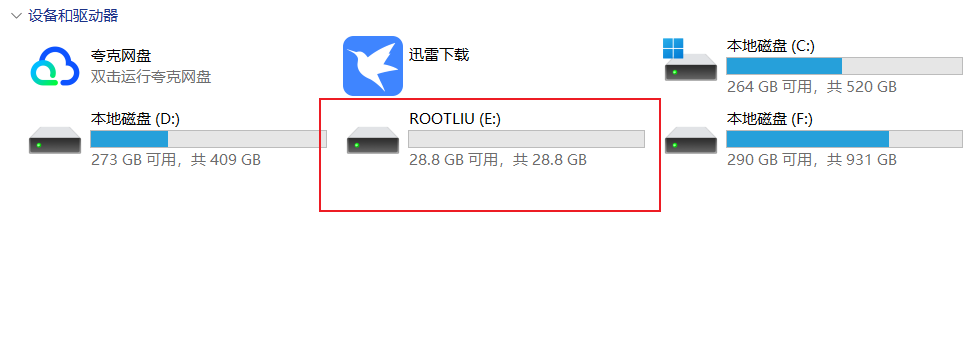 设备和驱动器
夸克网盘
双击运行夸克网盘
迅雷下载
本地磁盘 (C:)
264 GB 可用，共 520 GB
本地磁盘 (D:)
273 GB 可用，共 409 GB
ROOTLIU (E:)
28.8 GB 可用，共 28.8 GB
本地磁盘 (F:)
290 GB 可用，共 931 GB